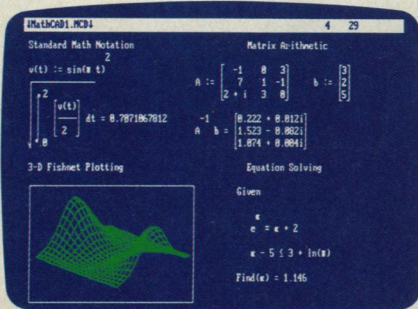 ↓MathCAD1.MCD↓ 4 29
Standard Math Notation
2
v(t) := sin(π t)
2
v(t)
2
dt = 0.7071067812
0
Matrix Arithmetic
A := -1 0 3 b := 3
7 1 -1 2
2 + i 3 0 5
-1
A b = 0.222 + 0.012i
1.523 - 0.082i
1.074 + 0.004i
3-D Fishnet Plotting
Equation Solving
Given
x
e = x + 2
x - 5 ≤ 3 + ln(x)
Find(x) = 1.146